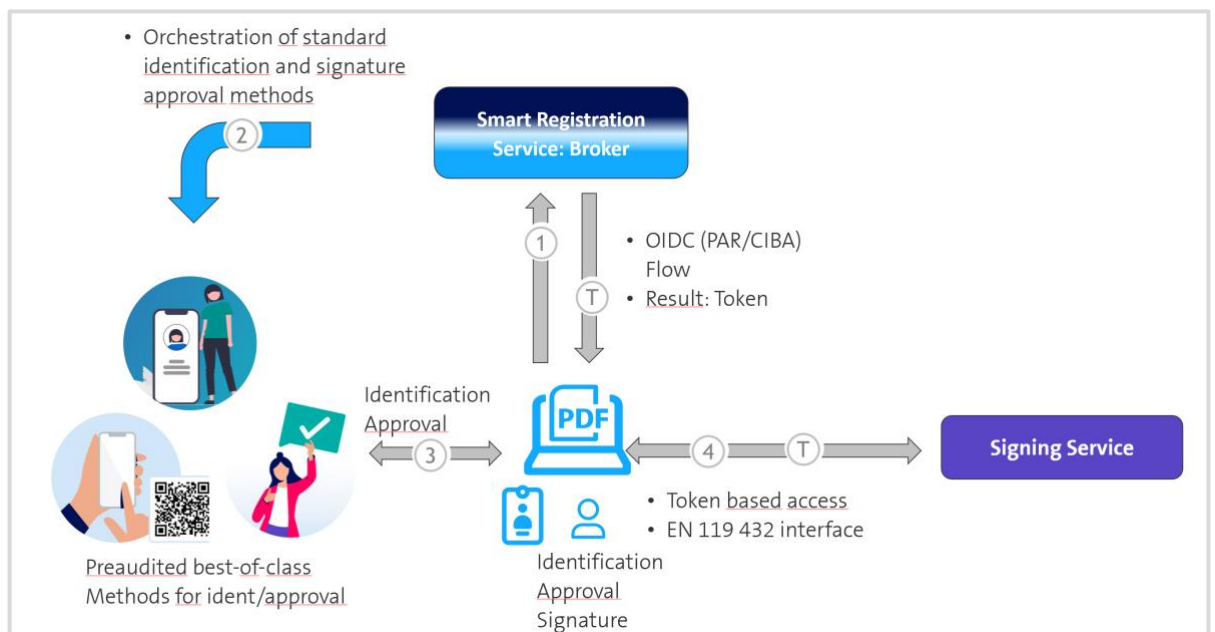 • Orchestration of standard
identification and signature
approval methods
2
Smart Registration
Service: Broker
1
T
• OIDC (PAR/CIBA)
Flow
• Result: Token
Identification
Approval
3
PDF
4
T
Signing Service
• Token based access
• EN 119 432 interface
Preaudited best-of-class
Methods for ident/approval
Identification
Approval
Signature